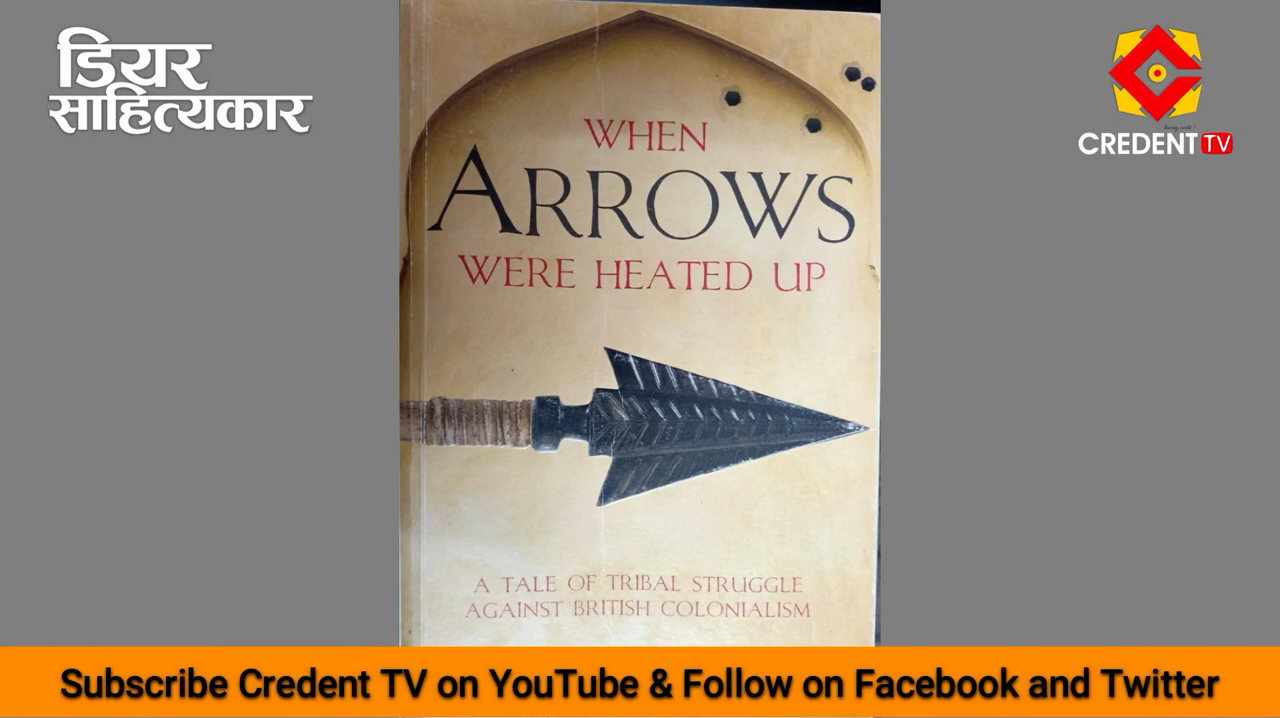 डियर
साहित्यकार
CREDENT TV
WHEN
ARROWS
WERE HEATED UP
A TALE OF TRIBAL STRUGGLE
AGAINST BRITISH COLONIALISM
Subscribe Credent TV on YouTube & Follow on Facebook and Twitter